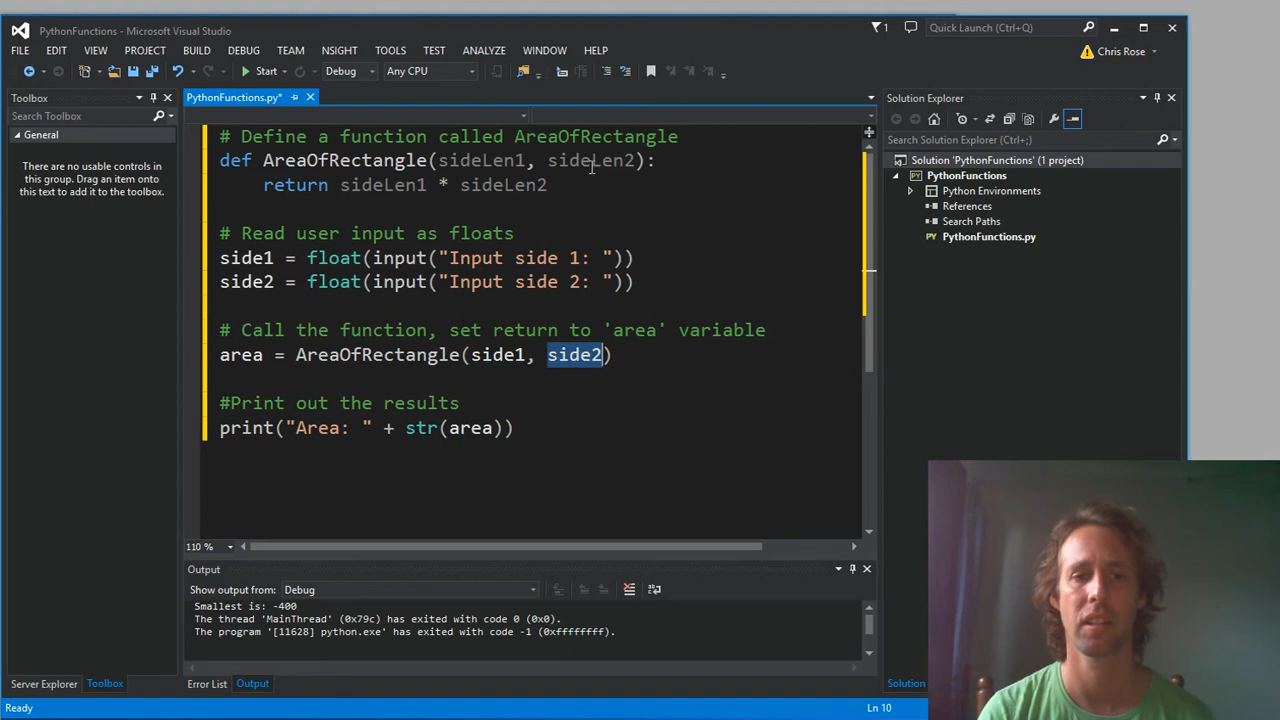 PythonFunctions - Microsoft Visual Studio
1
Quick Launch (Ctrl+Q)
FILE EDIT VIEW PROJECT BUILD DEBUG TEAM NSIGHT TOOLS TEST ANALYZE WINDOW HELP
Chris Rose
Start Debug Any CPU
Toolbox
PythonFunctions.py*
Solution Explorer
Search Toolbox
Search Solution Explorer (Ctrl+;)
General
There are no usable controls in
this group. Drag an item onto
this text to add it to the toolbox.
# Define a function called AreaOfRectangle
def AreaOfRectangle(sideLen1, sideLen2):
return sideLen1 * sideLen2
# Read user input as floats
side1 = float(input("Input side 1: "))
side2 = float(input("Input side 2: "))
# Call the function, set return to 'area' variable
area = AreaOfRectangle(side1, side2)
#Print out the results
print("Area: " + str(area))
Solution 'PythonFunctions' (1 project)
PythonFunctions
Python Environments
References
Search Paths
PythonFunctions.py
110 %
Output
Show output from: Debug
Smallest is: -400
The thread 'MainThread' (0x79c) has exited with code 0 (0x0).
The program '[11628] python.exe' has exited with code -1 (0xffffffff).
Server Explorer Toolbox
Error List Output
Solution
Ready
Ln 10